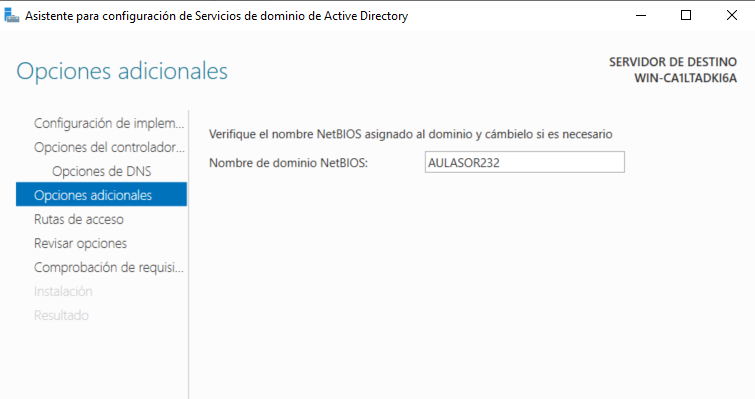 Asistente para configuración de Servicios de dominio de Active Directory
Opciones adicionales
SERVIDOR DE DESTINO
WIN-CA1LTADKI6A
Configuración de implem...
Opciones del controlador...
Opciones de DNS
Opciones adicionales
Rutas de acceso
Revisar opciones
Comprobación de requisi...
Instalación
Resultado
Verifique el nombre NetBIOS asignado al dominio y cámbielo si es necesario
Nombre de dominio NetBIOS: AULASOR232